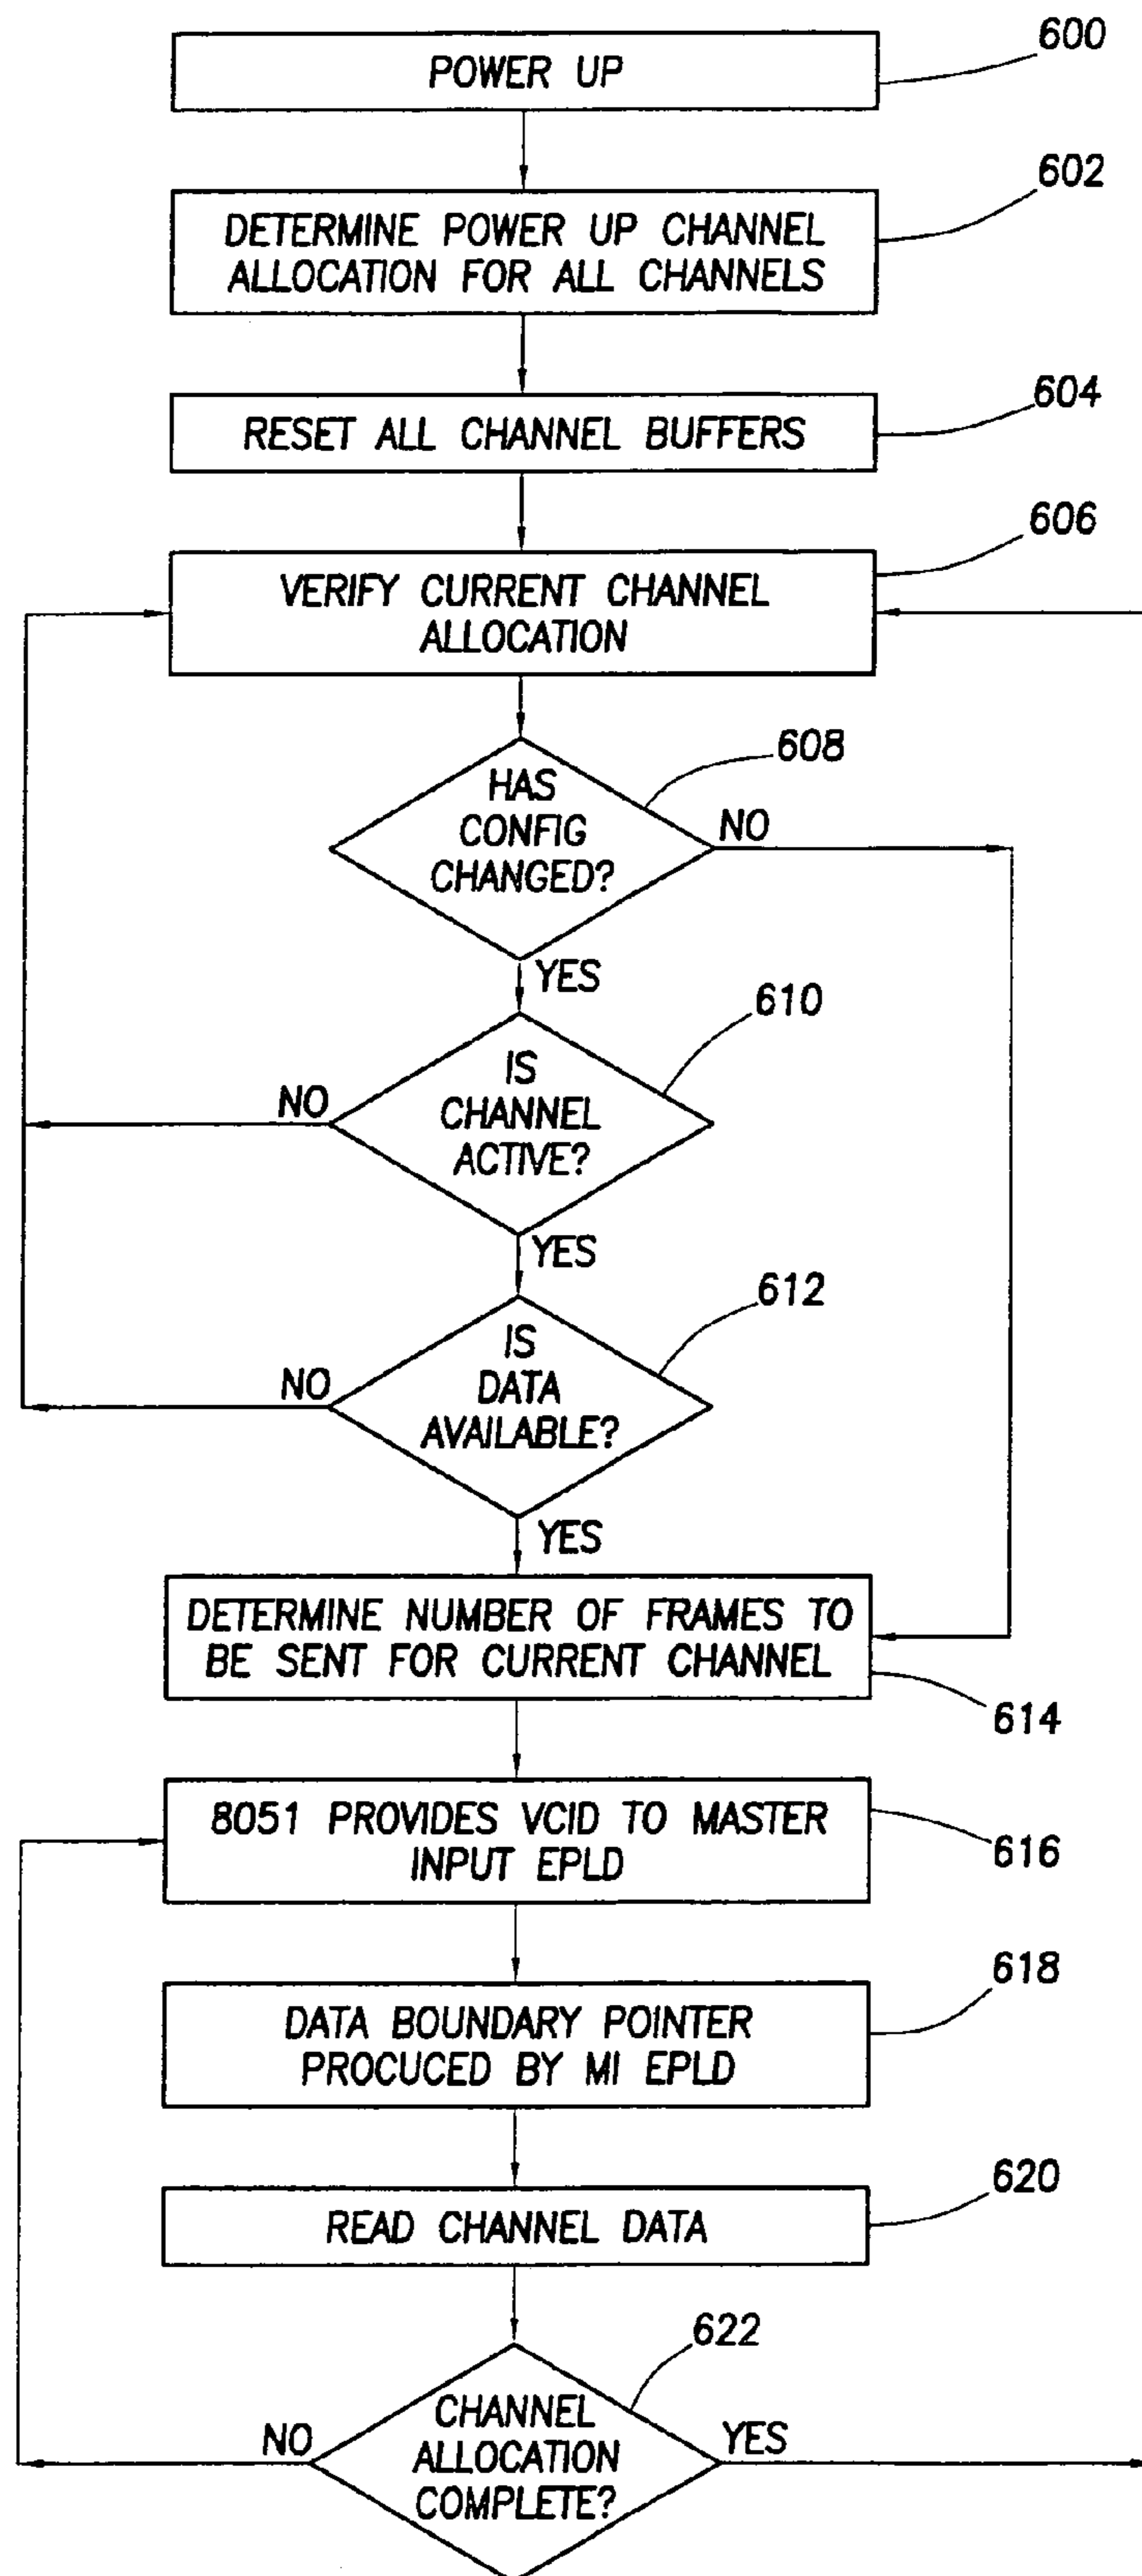 600
POWER UP
602
DETERMINE POWER UP CHANNEL
ALLOCATION FOR ALL CHANNELS
604
RESET ALL CHANNEL BUFFERS
606
VERIFY CURRENT CHANNEL
ALLOCATION
608
HAS
CONFIG
CHANGED?
NO
YES
610
IS
CHANNEL
ACTIVE?
NO
YES
612
IS
DATA
AVAILABLE?
NO
YES
DETERMINE NUMBER OF FRAMES TO
BE SENT FOR CURRENT CHANNEL
614
8051 PROVIDES VCID TO MASTER
INPUT EPLD
616
618
DATA BOUNDARY POINTER
PROCUCED BY MI EPLD
620
READ CHANNEL DATA
622
CHANNEL
ALLOCATION
COMPLETE?
NO
YES